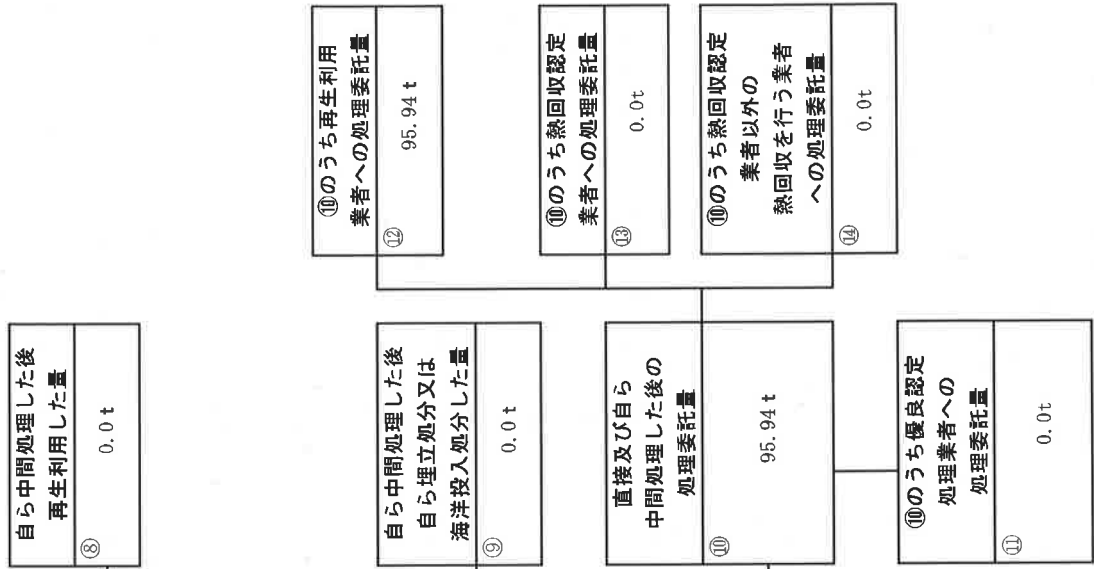 自ら中間処理した後
再生利用した量
⑧
0.0t
自ら中間処理した後
自ら埋立処分又は
海洋投入処分した量
⑨
0.0t
直接及び自ら
中間処理した後の
処理委託量
⑩
95.94t
⑩のうち優良認定
処理業者への
処理委託量
⑪
0.0t
⑩のうち再生利用
業者への処理委託量
⑫
95.94t
⑩のうち熱回収認定
業者への処理委託量
⑬
0.0t
⑩のうち熱回収認定
業者以外の
熱回収を行う業者
への処理委託量
⑭
0.0t